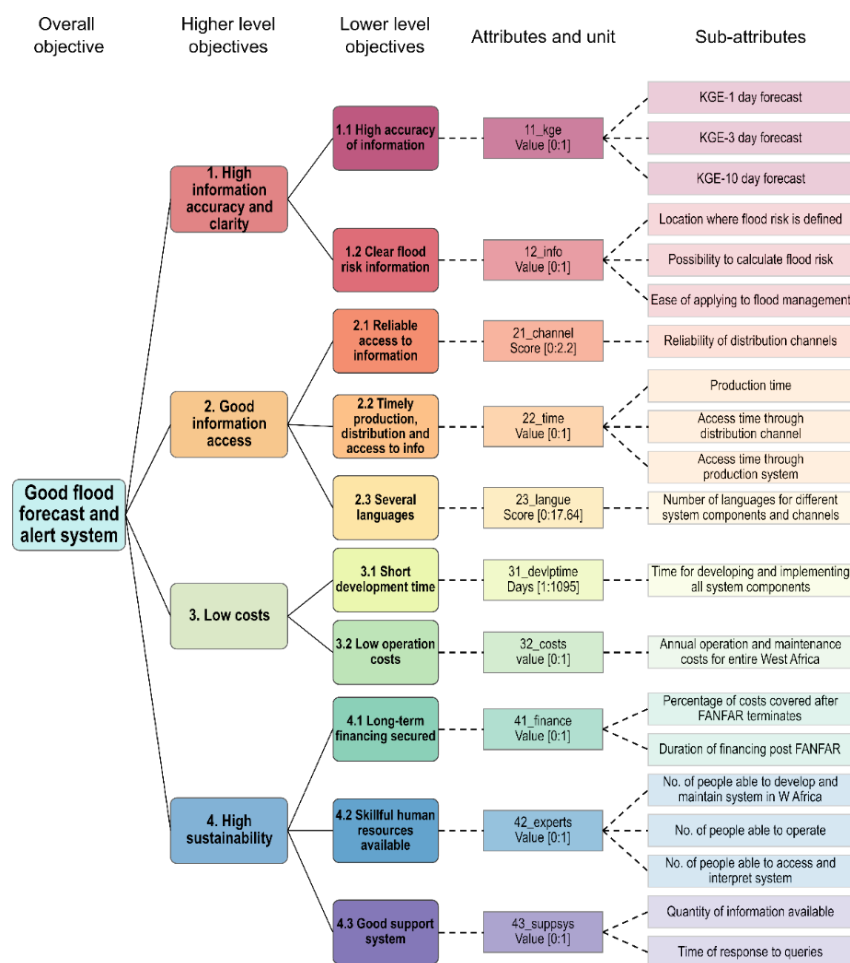 Overall
objective
Higher level
objectives
Lower level
objectives
Attributes and unit
Sub-attributes
Good flood
forecast and
alert system
1. High
information
accuracy and
clarity
1.1 High accuracy
of information
11_kge
Value [0:1]
KGE-1 day forecast
KGE-3 day forecast
KGE-10 day forecast
1.2 Clear flood
risk information
12_info
Value [0:1]
Location where flood risk is defined
Possibility to calculate flood risk
Ease of applying to flood management
2. Good
information
access
2.1 Reliable
access to
information
21_channel
Score [0:2.2]
Reliability of distribution channels
2.2 Timely
production,
distribution and
access to info
22_time
Value [0:1]
Production time
Access time through
distribution channel
Access time through
production system
2.3 Several
languages
23_langue
Score [0:17.64]
Number of languages for different
system components and channels
3. Low costs
3.1 Short
development time
31_devlptime
Days [1:1095]
Time for developing and implementing
all system components
3.2 Low operation
costs
32_costs
value [0:1]
Annual operation and maintenance
costs for entire West Africa
4. High
sustainability
4.1 Long-term
financing secured
41_finance
Value [0:1]
Percentage of costs covered after
FANFAR terminates
Duration of financing post FANFAR
4.2 Skillful human
resources
available
42_experts
Value [0:1]
No. of people able to develop and
maintain system in W Africa
No. of people able to operate
No. of people able to access and
interpret system
4.3 Good support
system
43_suppsys
Value [0:1]
Quantity of information available
Time of response to queries